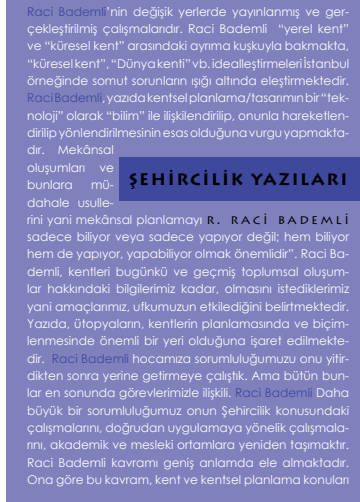 Raci Bademli'nin değişik yerlerde yayınlanmış ve ger-
çekleştirilmiş çalışmalarıdır. Raci Bademli “yerel kent”
ve “küresel kent” arasındaki ayrıma kuşkuyla bakmakta,
“küresel kent”, “Dünya kenti” vb. idealleştirmeleri İstanbul
örneğinde somut sorunların ışığı altında eleştirmektedir.
Raci Bademli, yazıda kentsel planlama/tasarımın bir “tek-
noloji” olarak “bilim” ile ilişkilendirilip, onunla hareketlen-
dirilip yönlendirilmesinin esas olduğuna vurgu yapmakta-
dır. Mekânsal
oluşumları ve
bunlara mü-
dahale usulle-
ŞEHİRCİLİK YAZILARI
rini yani mekânsal planlamayı
R. RACİ BADEMLİ
sadece biliyor veya sadece yapıyor değil; hem biliyor
hem de yapıyor, yapabiliyor olmak önemlidir”. Raci Ba-
demli, kentleri bugünkü ve geçmiş toplumsal oluşum-
lar hakkındaki bilgilerimiz kadar, olmasını istediklerimiz
yani amaçlarımız, ufkumuzun etkilediğini belirtmektedir.
Yazıda, ütopyaların, kentlerin planlamasında ve biçim-
lenmesinde önemli bir yeri olduğuna işaret edilmekte-
dir. Raci Bademli hocamıza sorumluluğumuzu onu yitir-
dikten sonra yerine getirmeye çalıştık. Ama bütün bun-
lar en sonunda görevlerimizle ilişkili. Raci Bademli Daha
büyük bir sorumluluğumuz onun Şehircilik konusundaki
çalışmalarını, doğrudan uygulamaya yönelik çalışmala-
rını, akademik ve mesleki ortamlara yeniden taşımaktır.
Raci Bademli kavramı geniş anlamda ele almaktadır.
Ona göre bu kavram, kent ve kentsel planlama konuları